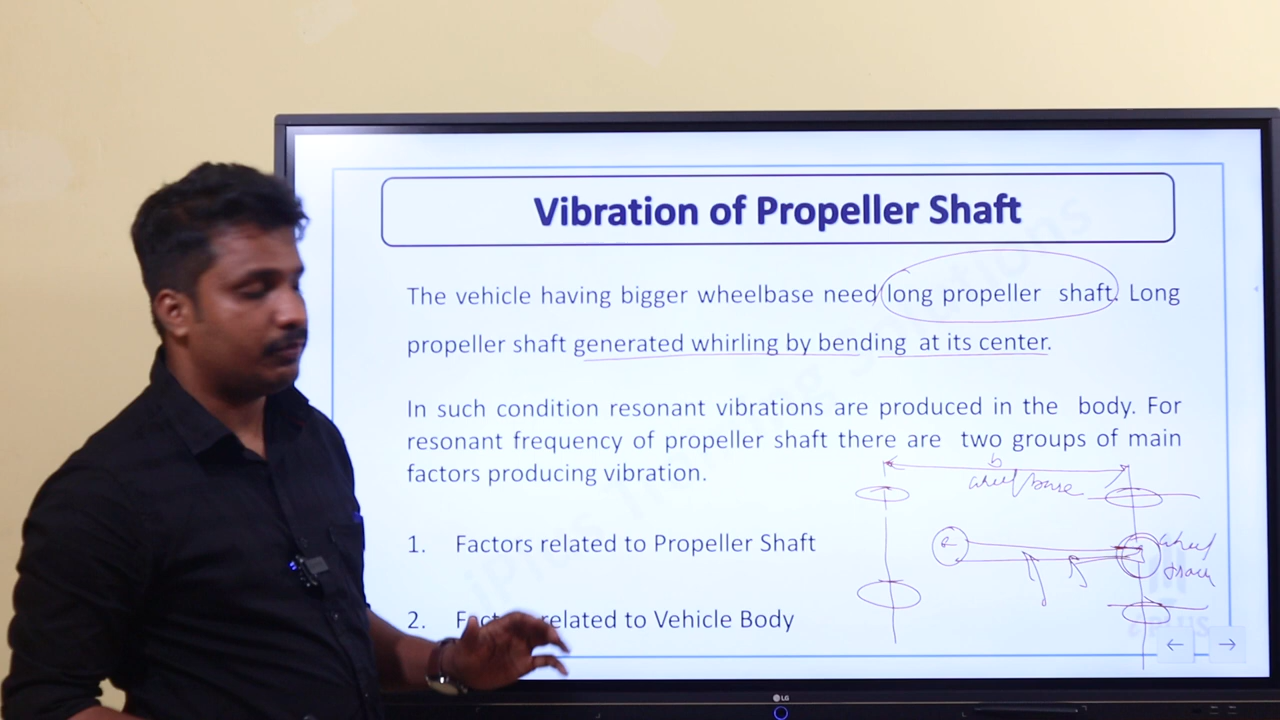 Vibration of Propeller Shaft
The vehicle having bigger wheelbase need long propeller shaft. Long
propeller shaft generated whirling by bending at its center.
In such condition resonant vibrations are produced in the body. For
resonant frequency of propeller shaft there are two groups of main
factors producing vibration.
b
wheel base
1. Factors related to Propeller Shaft
wheel
2. Factors related to Vehicle Body
LG